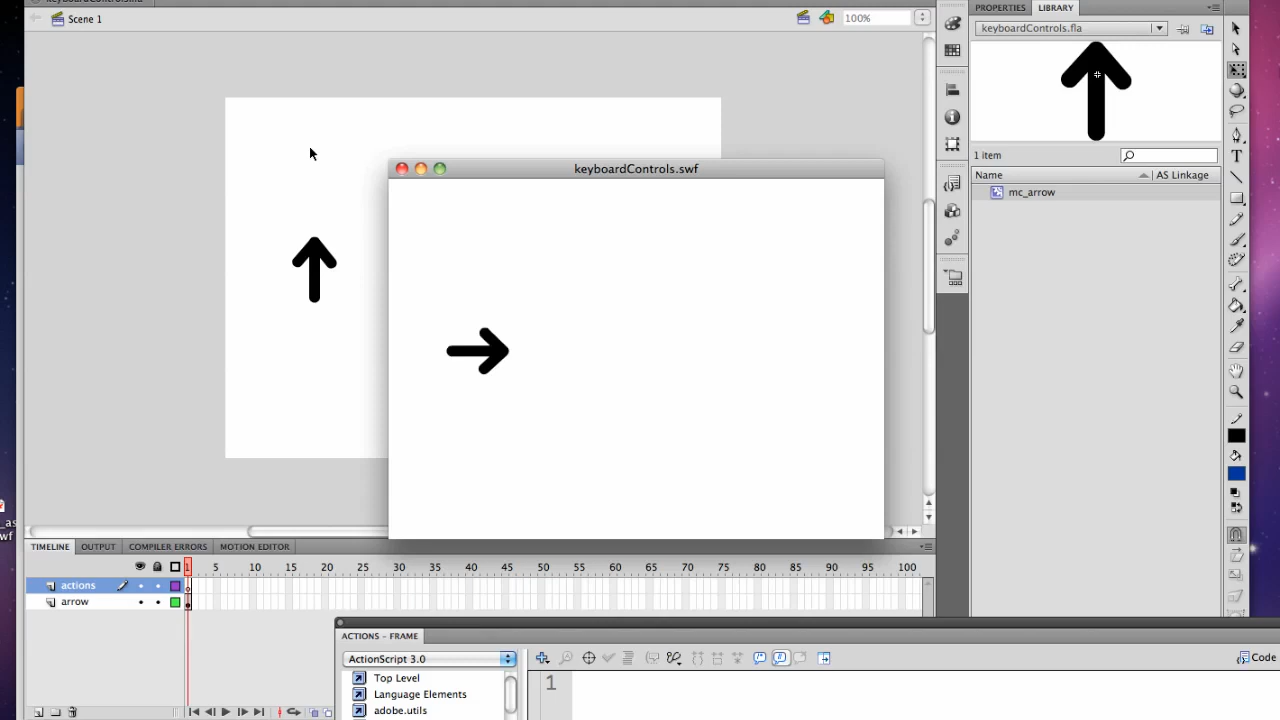 Scene 1
100%
PROPERTIES LIBRARY
keyboardControls.fla
1 item
Name AS Linkage
mc_arrow
keyboardControls.swf
TIMELINE OUTPUT COMPILER ERRORS MOTION EDITOR
1 5 10 15 20 25 30 35 40 45 50 55 60 65 70 75 80 85 90 95 100
actions
arrow
ACTIONS - FRAME
ActionScript 3.0
Top Level
Language Elements
adobe.utils
1
Code